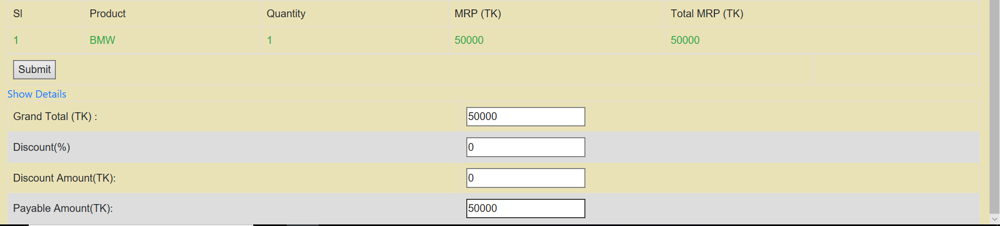 Sl Product Quantity MRP (TK) Total MRP (TK)
1 BMW 1 50000 50000
Submit
Show Details
Grand Total (TK) : 50000
Discount(%) 0
Discount Amount(TK): 0
Payable Amount(TK): 50000